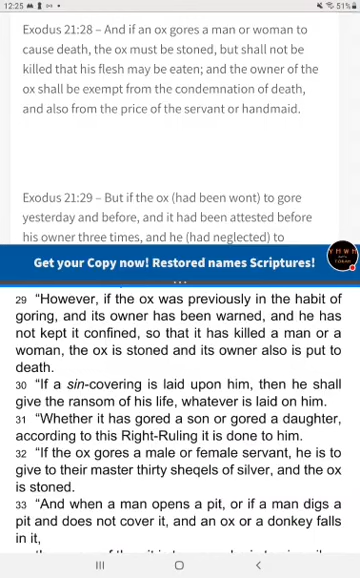 12:25
51%
Exodus 21:28 – And if an ox gores a man or woman to
cause death, the ox must be stoned, but shall not be
killed that his flesh may be eaten; and the owner of the
ox shall be exempt from the condemnation of death,
and also from the price of the servant or handmaid.
Exodus 21:29 – But if the ox (had been wont) to gore
yesterday and before, and it had been attested before
his owner three times, and he (had neglected) to
Get your Copy now! Restored names Scriptures!
29 “However, if the ox was previously in the habit of
goring, and its owner has been warned, and he has
not kept it confined, so that it has killed a man or a
woman, the ox is stoned and its owner also is put to
death.
30 “If a sin-covering is laid upon him, then he shall
give the ransom of his life, whatever is laid on him.
31 “Whether it has gored a son or gored a daughter,
according to this Right-Ruling it is done to him.
32 “If the ox gores a male or female servant, he is to
give to their master thirty sheqels of silver, and the ox
is stoned.
33 “And when a man opens a pit, or if a man digs a
pit and does not cover it, and an ox or a donkey falls
in it,